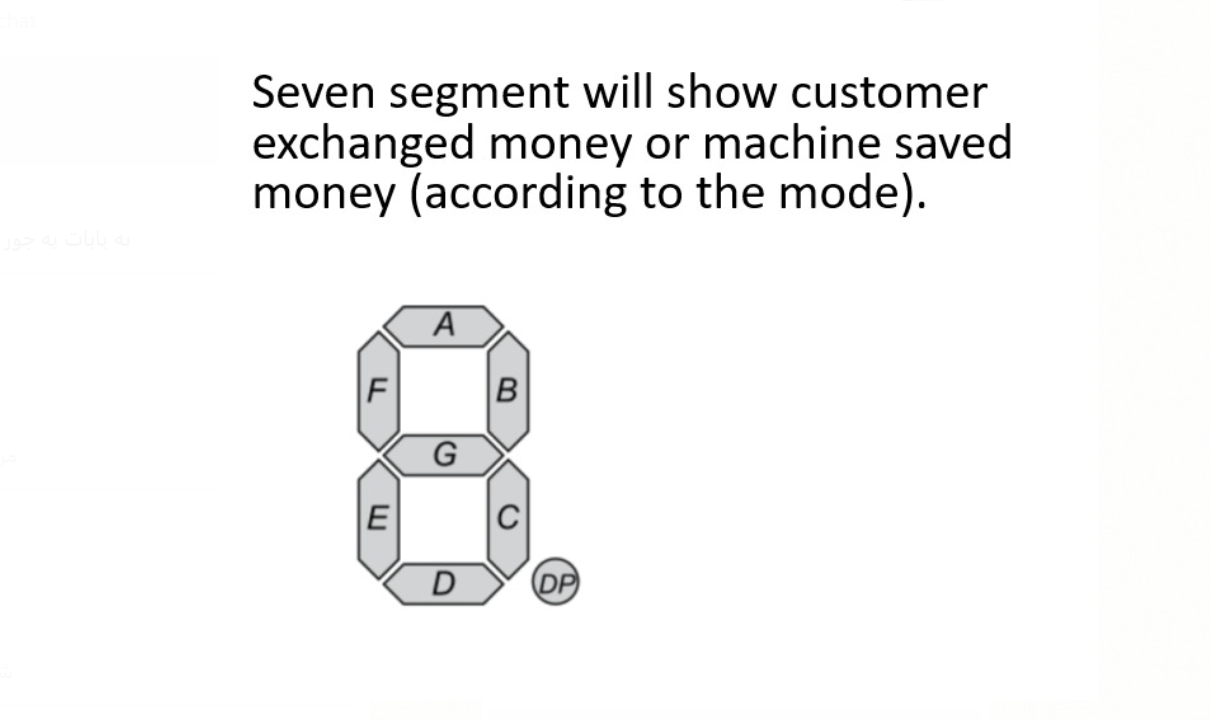 Seven segment will show customer
exchanged money or machine saved
money (according to the mode).
A
F
B
G
E
C
D
DP